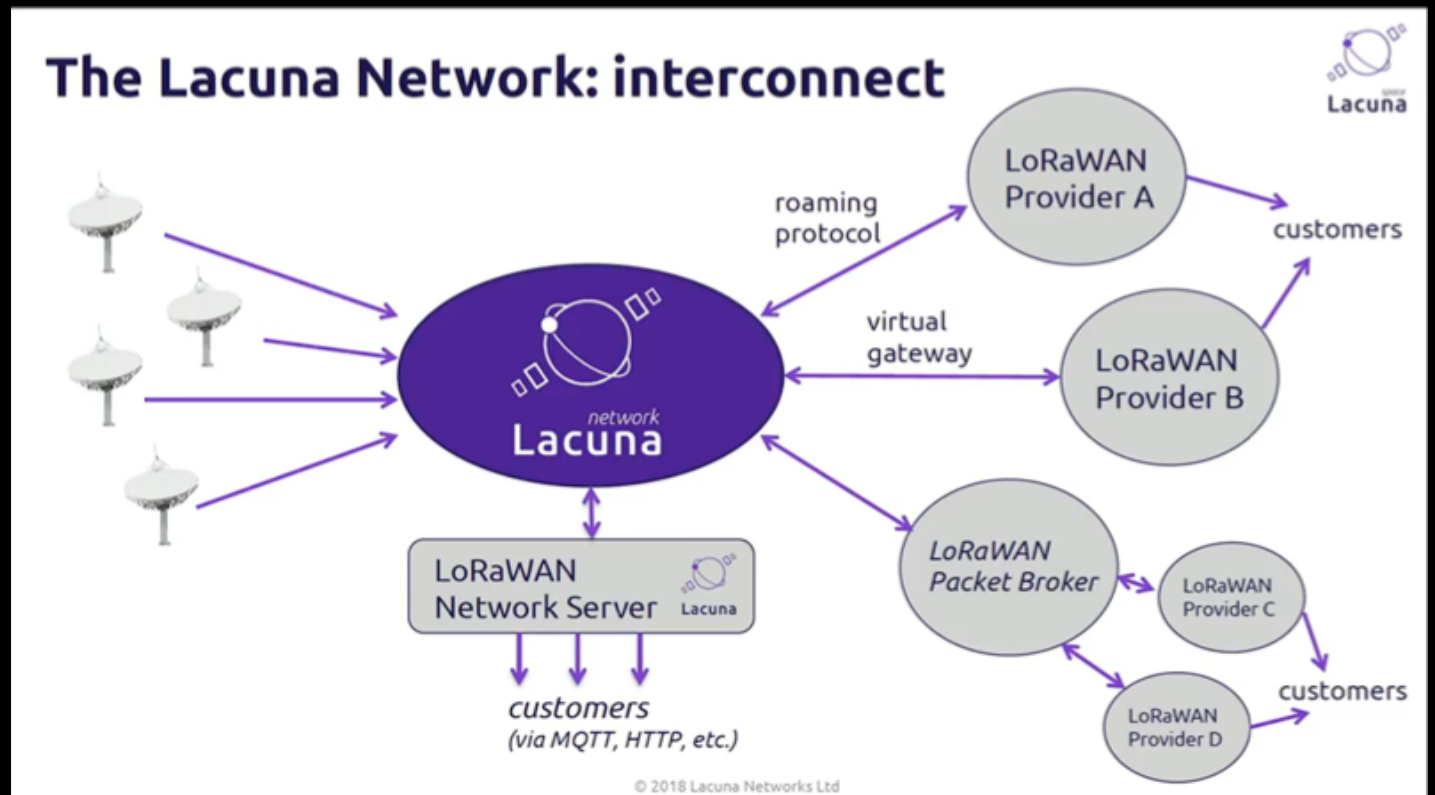 The Lacuna Network: interconnect
space
Lacuna
LoRaWAN
Provider A
roaming
protocol
customers
virtual
gateway
LoRaWAN
Provider B
network
Lacuna
LoRaWAN
Packet Broker
LoRaWAN
Provider C
LoRaWAN
Network Server
Lacuna
customers
(via MQTT, HTTP, etc.)
customers
LoRaWAN
Provider D
© 2018 Lacuna Networks Ltd